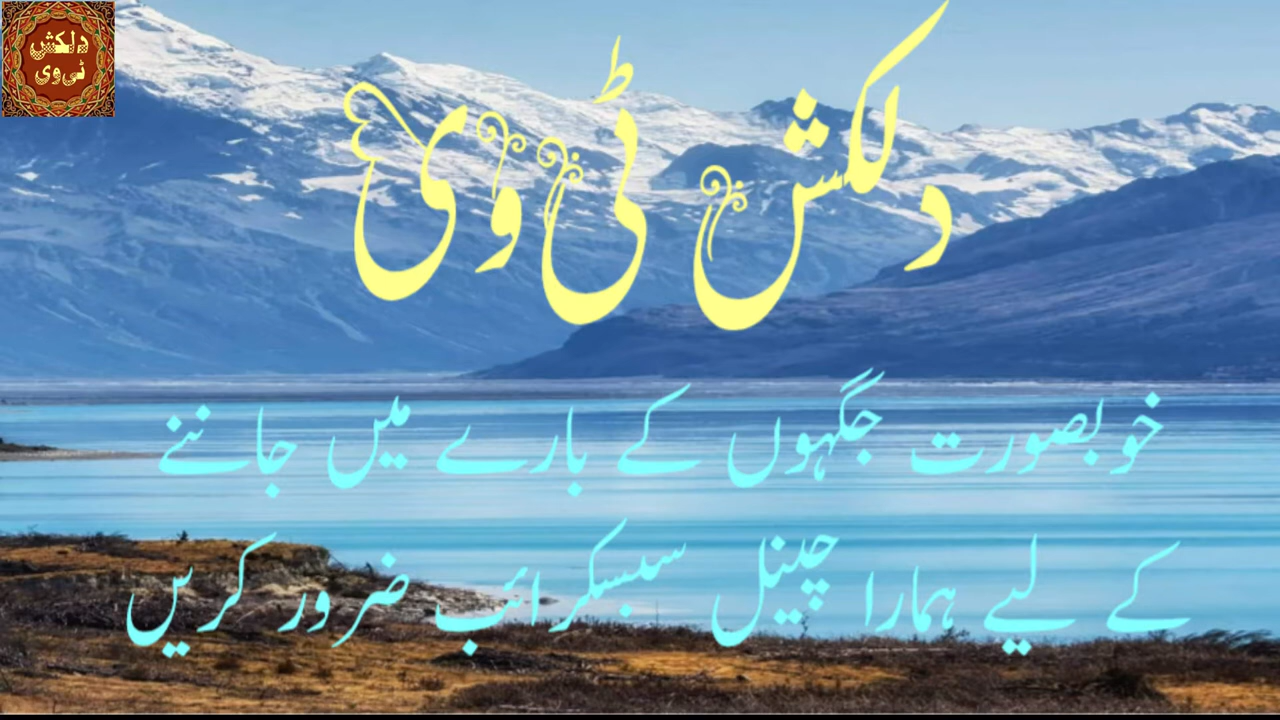 دلکش
ٹی وی
دلکش ٹی وی
خوبصورت جگہوں کے بارے میں جاننے
کے لیے ہمارا چینل سبسکرائب ضرور کریں